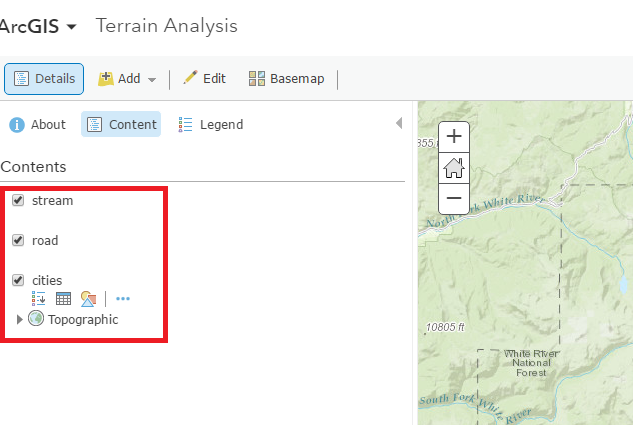 ArcGIS Terrain Analysis
Details Add Edit Basemap
About Content Legend
Contents
stream
road
cities
Topographic
+
−
855 ft
North Fork White River
10805 ft
White River
National
Forest
South Fork White River